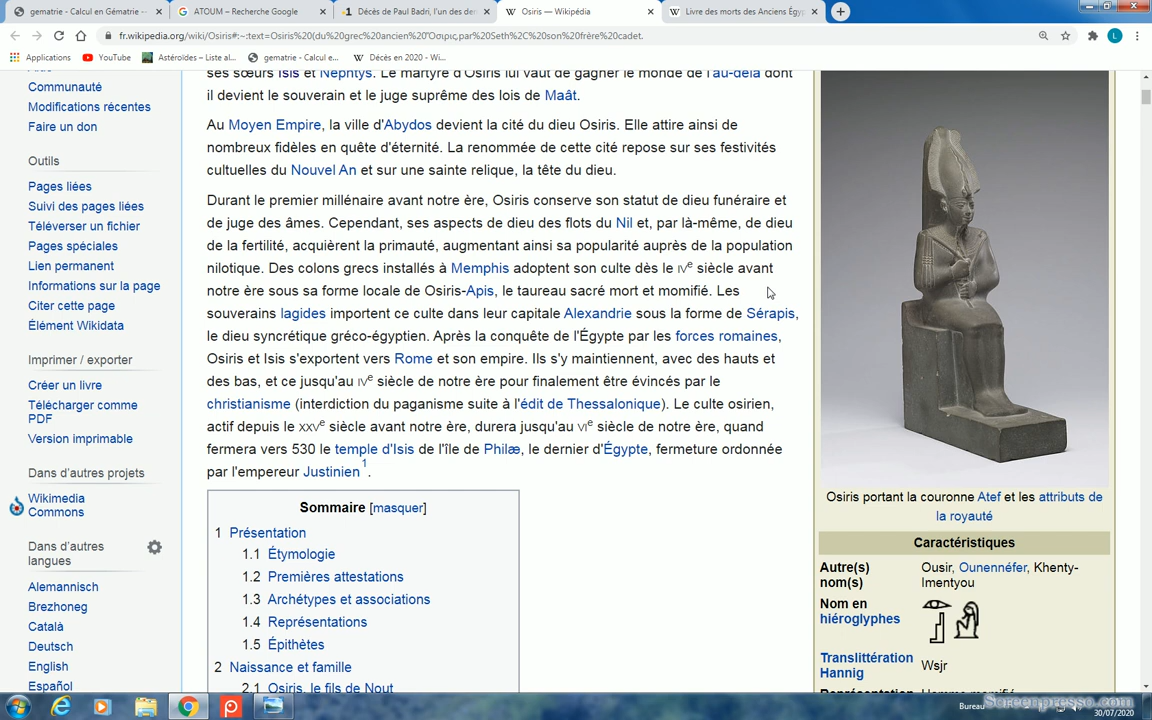 gematrie - Calcul en Gématrie - -
ATOUM – Recherche Google
Décès de Paul Badri, l'un des der
Osiris — Wikipédia
Livre des morts des Anciens Égyp
fr.wikipedia.org/wiki/Osiris#:~:text=Osiris%20(du%20grec%20ancien%20"Οσιρις,par%20Seth%2C%20son%20frère%20cadet.
L
Applications
YouTube
Astéroïdes – Liste al...
gematrie - Calcul e...
Décès en 2020 - Wi...
Communauté
Modifications récentes
Faire un don
Outils
Pages liées
Suivi des pages liées
Téléverser un fichier
Pages spéciales
Lien permanent
Informations sur la page
Citer cette page
Élément Wikidata
Imprimer / exporter
Créer un livre
Télécharger comme
PDF
Version imprimable
Dans d'autres projets
Wikimedia
Commons
Dans d'autres
langues
Alemannisch
Brezhoneg
Català
Deutsch
English
Español
ses sœurs Isis et Nephtys. Le martyre d'Osiris lui vaut de gagner le monde de l'au-delà dont
il devient le souverain et le juge suprême des lois de Maât.
Au Moyen Empire, la ville d'Abydos devient la cité du dieu Osiris. Elle attire ainsi de
nombreux fidèles en quête d'éternité. La renommée de cette cité repose sur ses festivités
cultuelles du Nouvel An et sur une sainte relique, la tête du dieu.
Durant le premier millénaire avant notre ère, Osiris conserve son statut de dieu funéraire et
de juge des âmes. Cependant, ses aspects de dieu des flots du Nil et, par là-même, de dieu
de la fertilité, acquièrent la primauté, augmentant ainsi sa popularité auprès de la population
nilotique. Des colons grecs installés à Memphis adoptent son culte dès le IVe siècle avant
notre ère sous sa forme locale de Osiris-Apis, le taureau sacré mort et momifié. Les
souverains lagides importent ce culte dans leur capitale Alexandrie sous la forme de Sérapis,
le dieu syncrétique gréco-égyptien. Après la conquête de l'Égypte par les forces romaines,
Osiris et Isis s'exportent vers Rome et son empire. Ils s'y maintiennent, avec des hauts et
des bas, et ce jusqu'au IVe siècle de notre ère pour finalement être évincés par le
christianisme (interdiction du paganisme suite à l'édit de Thessalonique). Le culte osirien,
actif depuis le XXVe siècle avant notre ère, durera jusqu'au VIe siècle de notre ère, quand
fermera vers 530 le temple d'Isis de l'île de Philæ, le dernier d'Égypte, fermeture ordonnée
par l'empereur Justinien 1.
Sommaire [masquer]
1 Présentation
1.1 Étymologie
1.2 Premières attestations
1.3 Archétypes et associations
1.4 Représentations
1.5 Épithètes
2 Naissance et famille
2.1 Osiris, le fils de Nout
Osiris portant la couronne Atef et les attributs de
la royauté
Caractéristiques
Autre(s) nom(s) Ousir, Ounennéfer, Khenty-
Imentyou
Nom en
hiéroglyphes
Translittération
Hannig
Wsjr
Bureau
Screenpresso.com
30/07/2020